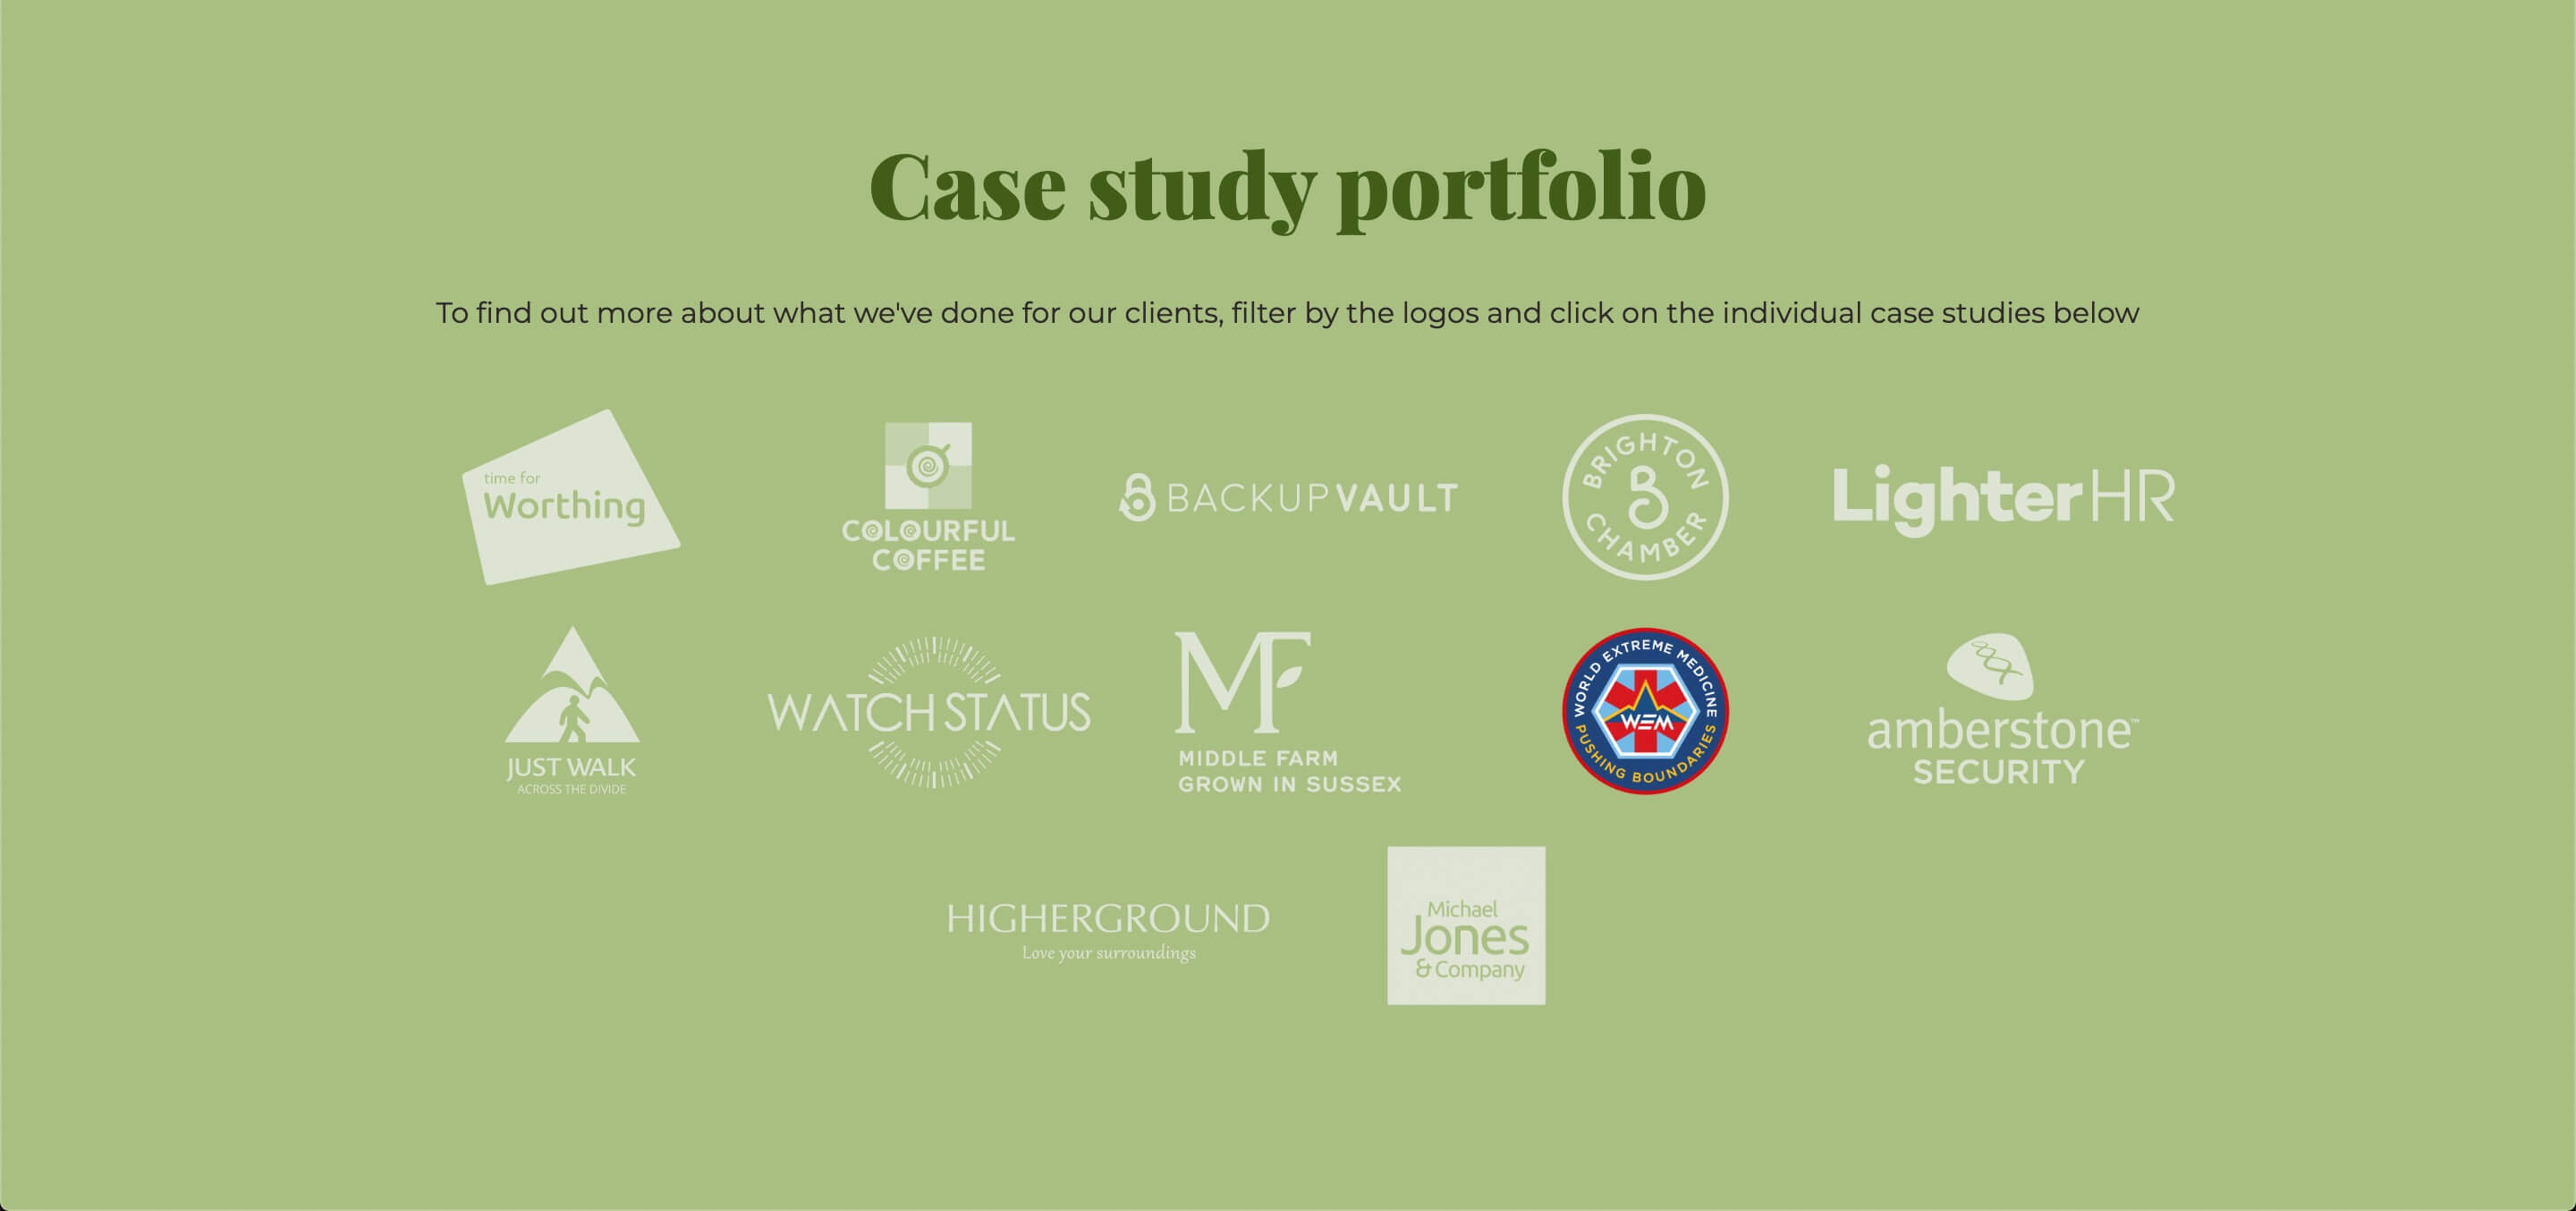 Case study portfolio
To find out more about what we've done for our clients, filter by the logos and click on the individual case studies below
time for
Worthing
COLOURFUL
COFFEE
BACKUPVAULT
BRIGHTON
B
CHAMBER
LighterHR
JUST WALK
ACROSS THE DIVIDE
WATCH STATUS
MF
MIDDLE FARM
GROWN IN SUSSEX
WORLD EXTREME MEDICINE
WEM
PUSHING BOUNDARIES
amberstone™
SECURITY
HIGHERGROUND
Love your surroundings
Michael
Jones
& Company